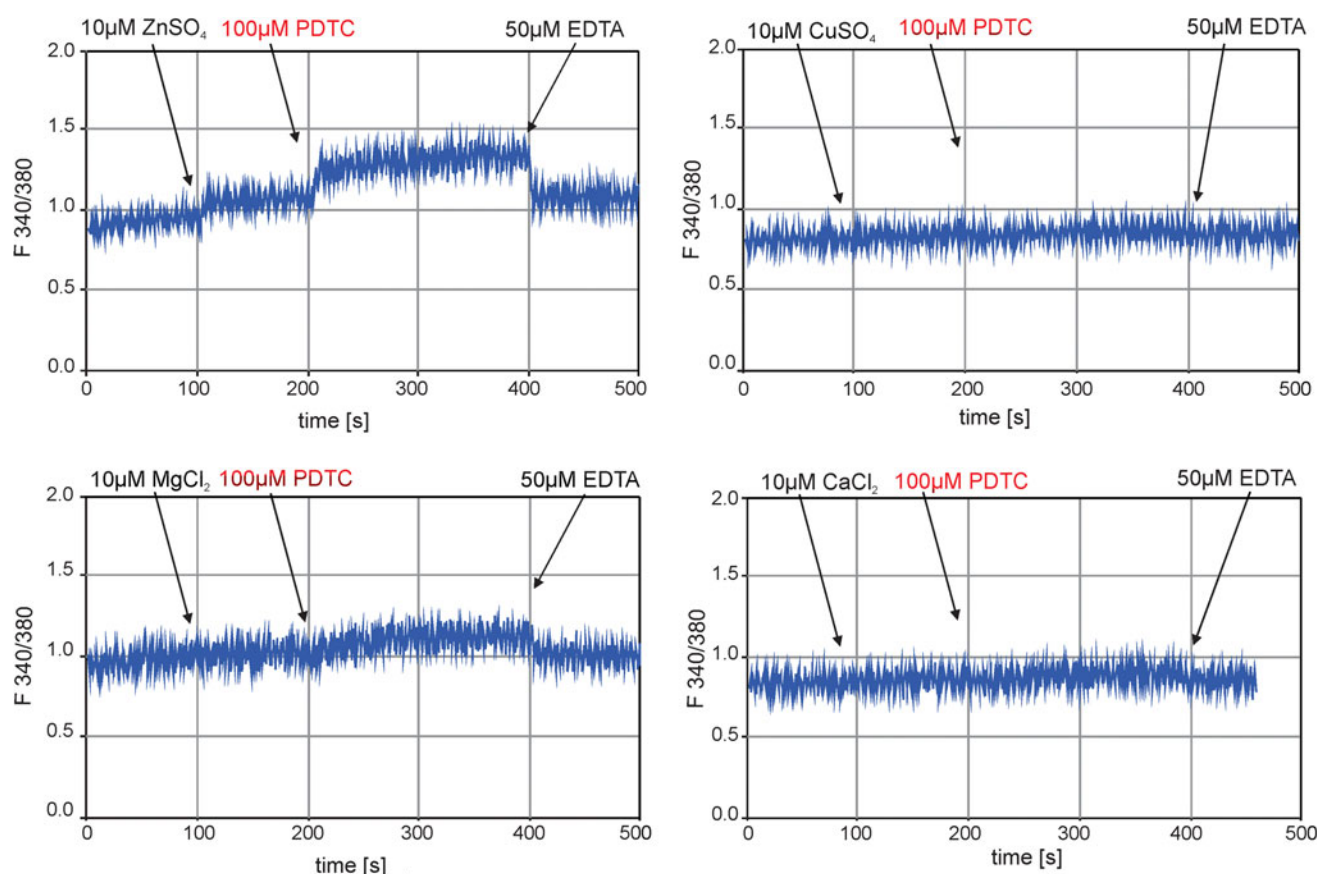 10µM ZnSO₄ 100µM PDTC 50µM EDTA
2.0
1.5
1.0
0.5
0.0
F 340/380
0 100 200 300 400 500
time [s]
10µM CuSO₄ 100µM PDTC 50µM EDTA
2.0
1.5
1.0
0.5
0.0
F 340/380
0 100 200 300 400 500
time [s]
10µM MgCl₂ 100µM PDTC 50µM EDTA
2.0
1.5
1.0
0.5
0.0
F 340/380
0 100 200 300 400 500
time [s]
10µM CaCl₂ 100µM PDTC 50µM EDTA
2.0
1.5
1.0
0.5
0.0
F 340/380
0 100 200 300 400 500
time [s]